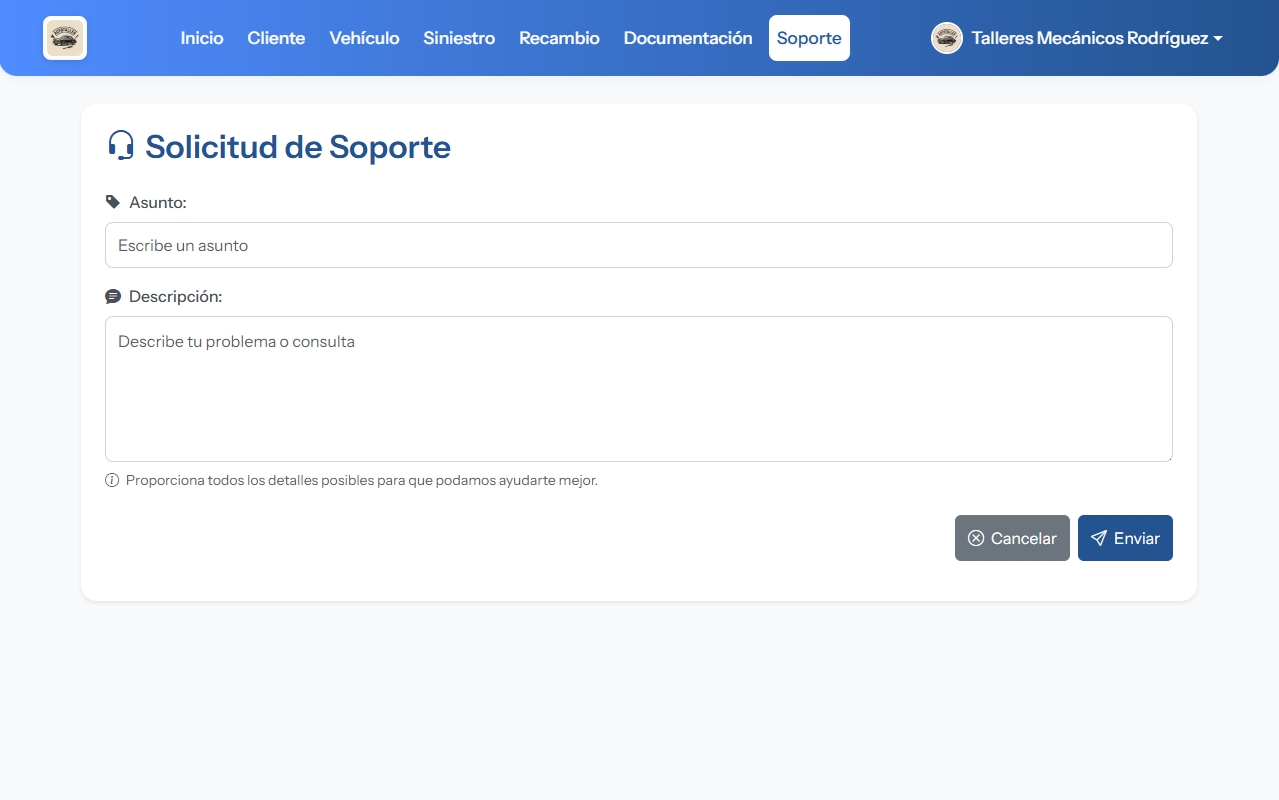 Inicio Cliente Vehículo Siniestro Recambio Documentación Soporte Talleres Mecánicos Rodríguez
Solicitud de Soporte
Asunto:
Escribe un asunto
Descripción:
Describe tu problema o consulta
Proporciona todos los detalles posibles para que podamos ayudarte mejor.
Cancelar Enviar